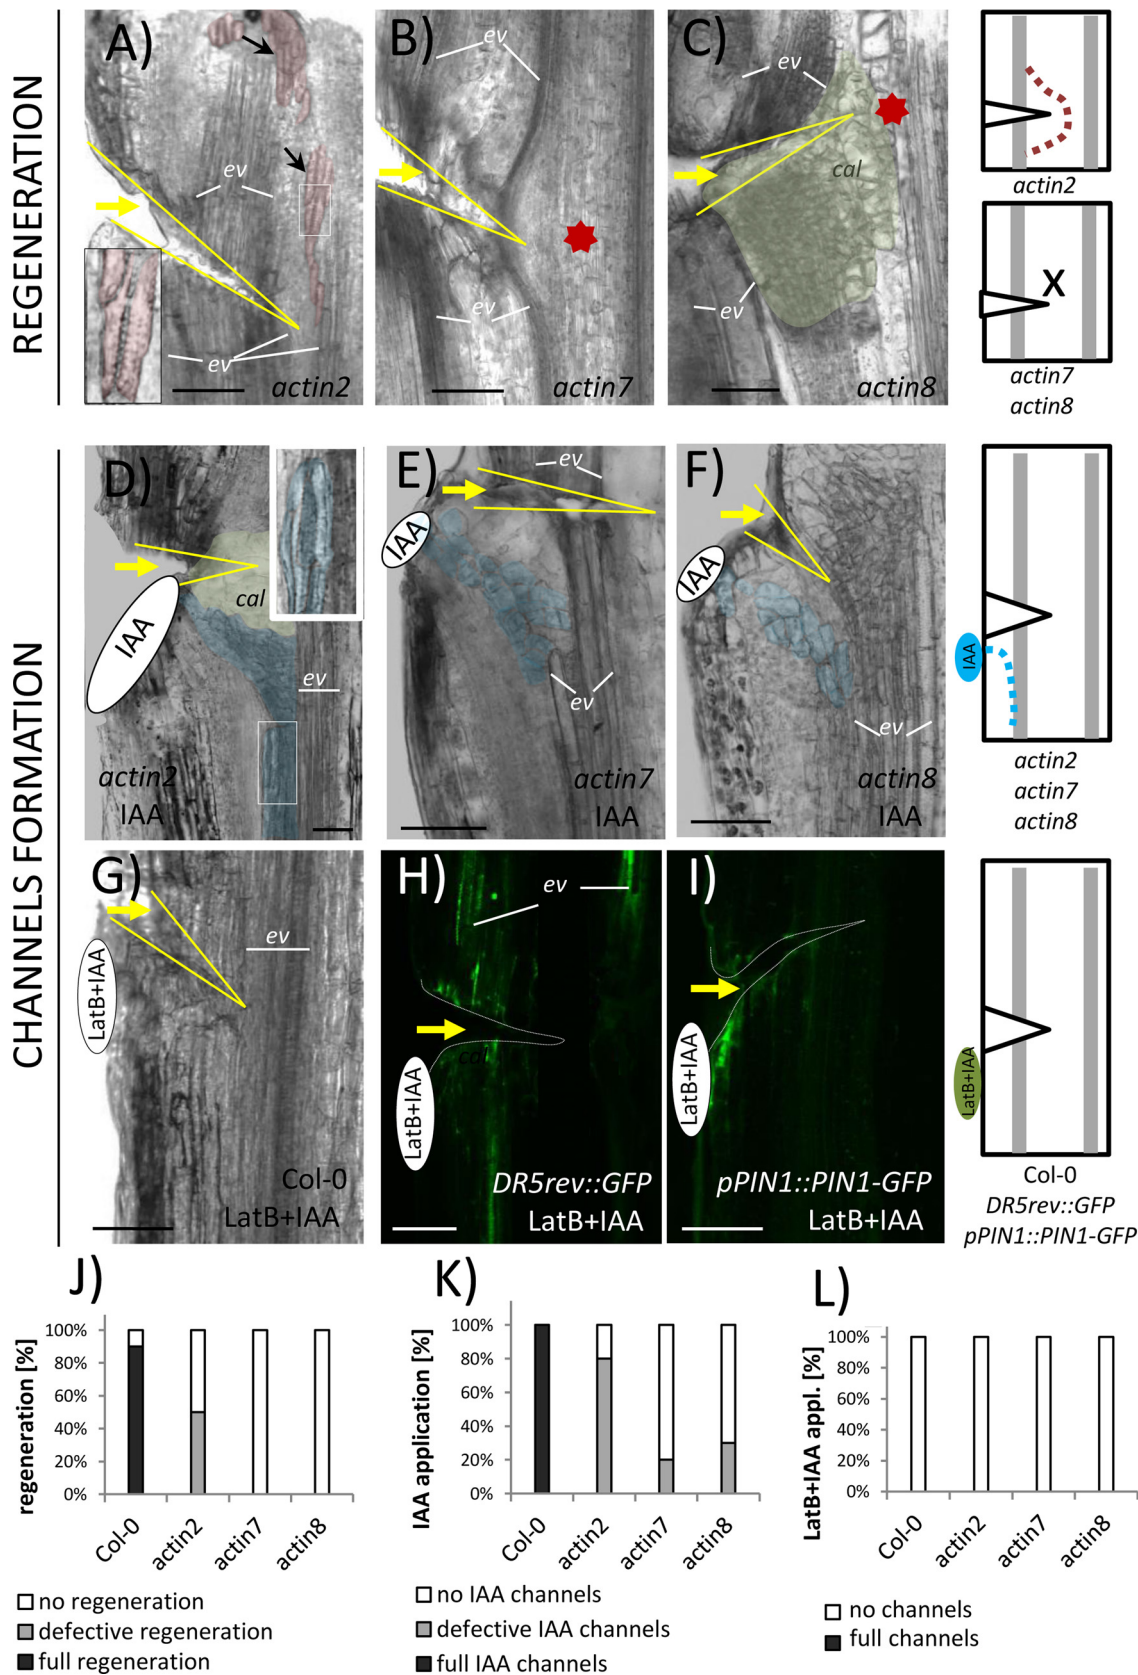 REGENERATION
A)
ev
ev
actin2
B)
ev
ev
actin7
C)
ev
cal
ev
actin8
actin2
X
actin7
actin8
CHANNELS FORMATION
D)
IAA
cal
ev
actin2
IAA
E)
ev
IAA
ev
actin7
IAA
F)
IAA
ev
actin8
IAA
IAA
actin2
actin7
actin8
G)
ev
LatB+IAA
Col-0
LatB+IAA
H)
ev
cal
LatB+IAA
DR5rev::GFP
LatB+IAA
I)
LatB+IAA
pPIN1::PIN1-GFP
LatB+IAA
LatB+IAA
Col-0
DR5rev::GFP
pPIN1::PIN1-GFP
J)
regeneration [%]
100%
80%
60%
40%
20%
0%
Col-0
actin2
actin7
actin8
no regeneration
defective regeneration
full regeneration
K)
IAA application [%]
100%
80%
60%
40%
20%
0%
Col-0
actin2
actin7
actin8
no IAA channels
defective IAA channels
full IAA channels
L)
LatB+IAA appl. [%]
100%
80%
60%
40%
20%
0%
Col-0
actin2
actin7
actin8
no channels
full channels